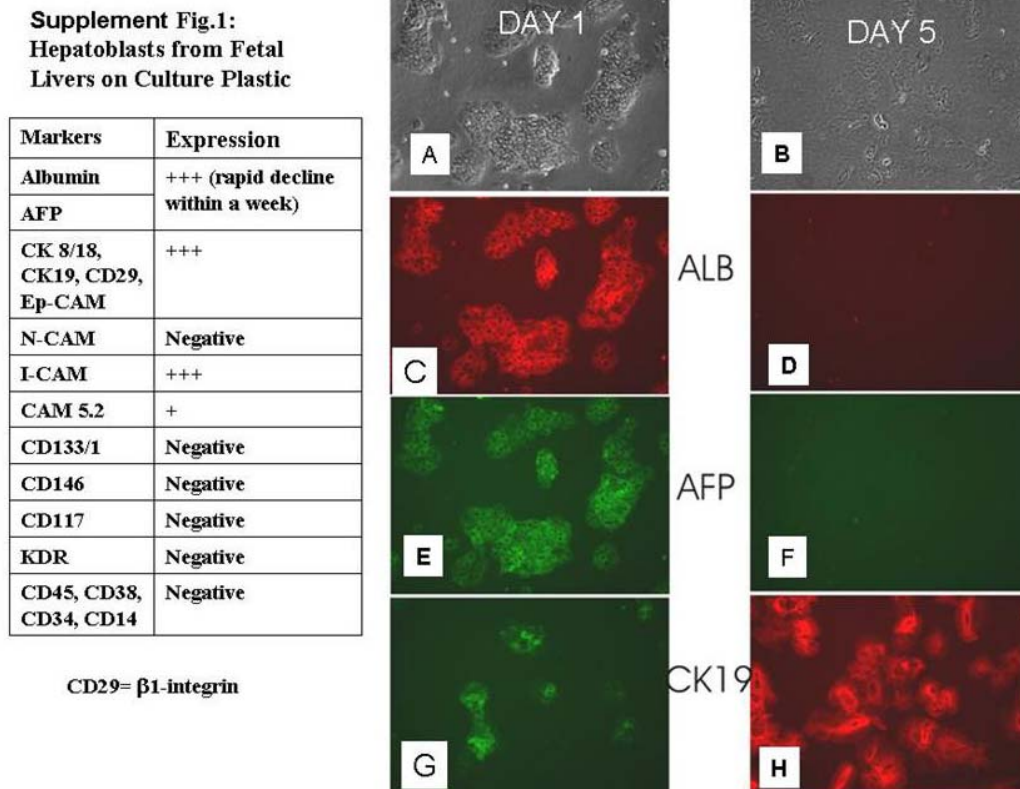 Supplement Fig.1:
Hepatoblasts from Fetal
Livers on Culture Plastic
Markers Expression
Albumin +++ (rapid decline
AFP within a week)
CK 8/18, +++
CK19, CD29,
Ep-CAM
N-CAM Negative
I-CAM +++
CAM 5.2 +
CD133/1 Negative
CD146 Negative
CD117 Negative
KDR Negative
CD45, CD38, Negative
CD34, CD14
CD29= β1-integrin
DAY 1 DAY 5
A B
ALB
C D
AFP
E F
CK19
G H